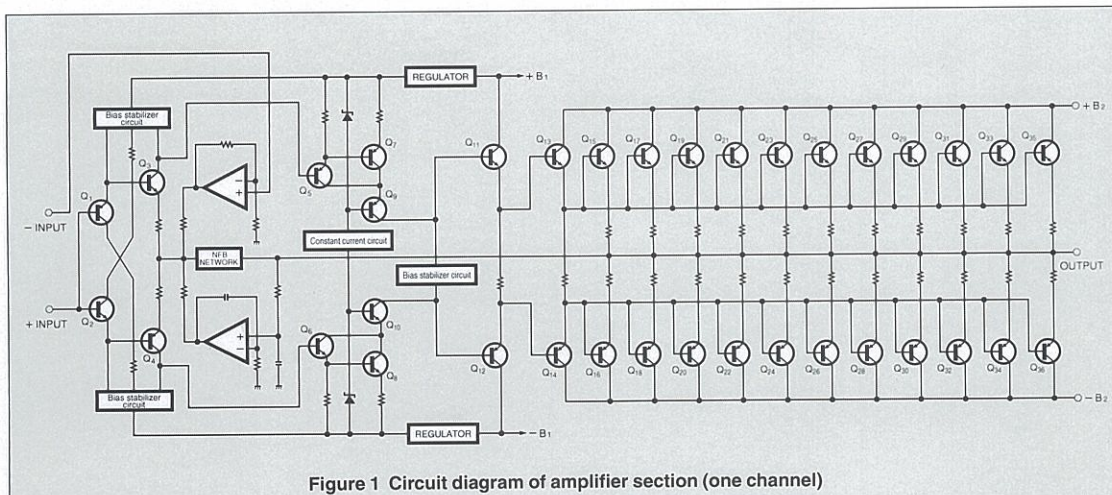 REGULATOR
+ B₁
+ B₂
Bias stabilizer
circuit
Q₁₁
Q₁₃
Q₁₅
Q₁₇
Q₁₉
Q₂₁
Q₂₃
Q₂₅
Q₂₇
Q₂₉
Q₃₁
Q₃₃
Q₃₅
Q₃
Q₇
Q₅
−
+
Q₁
Q₉
− INPUT
Constant current circuit
NFB
NETWORK
Bias stabilizer
circuit
OUTPUT
+ INPUT
Q₂
Q₄
+
−
Q₆
Q₁₀
Q₈
Q₁₂
Q₁₄
Q₁₆
Q₁₈
Q₂₀
Q₂₂
Q₂₄
Q₂₆
Q₂₈
Q₃₀
Q₃₂
Q₃₄
Q₃₆
Bias stabilizer
circuit
− B₂
REGULATOR
− B₁
Figure 1 Circuit diagram of amplifier section (one channel)